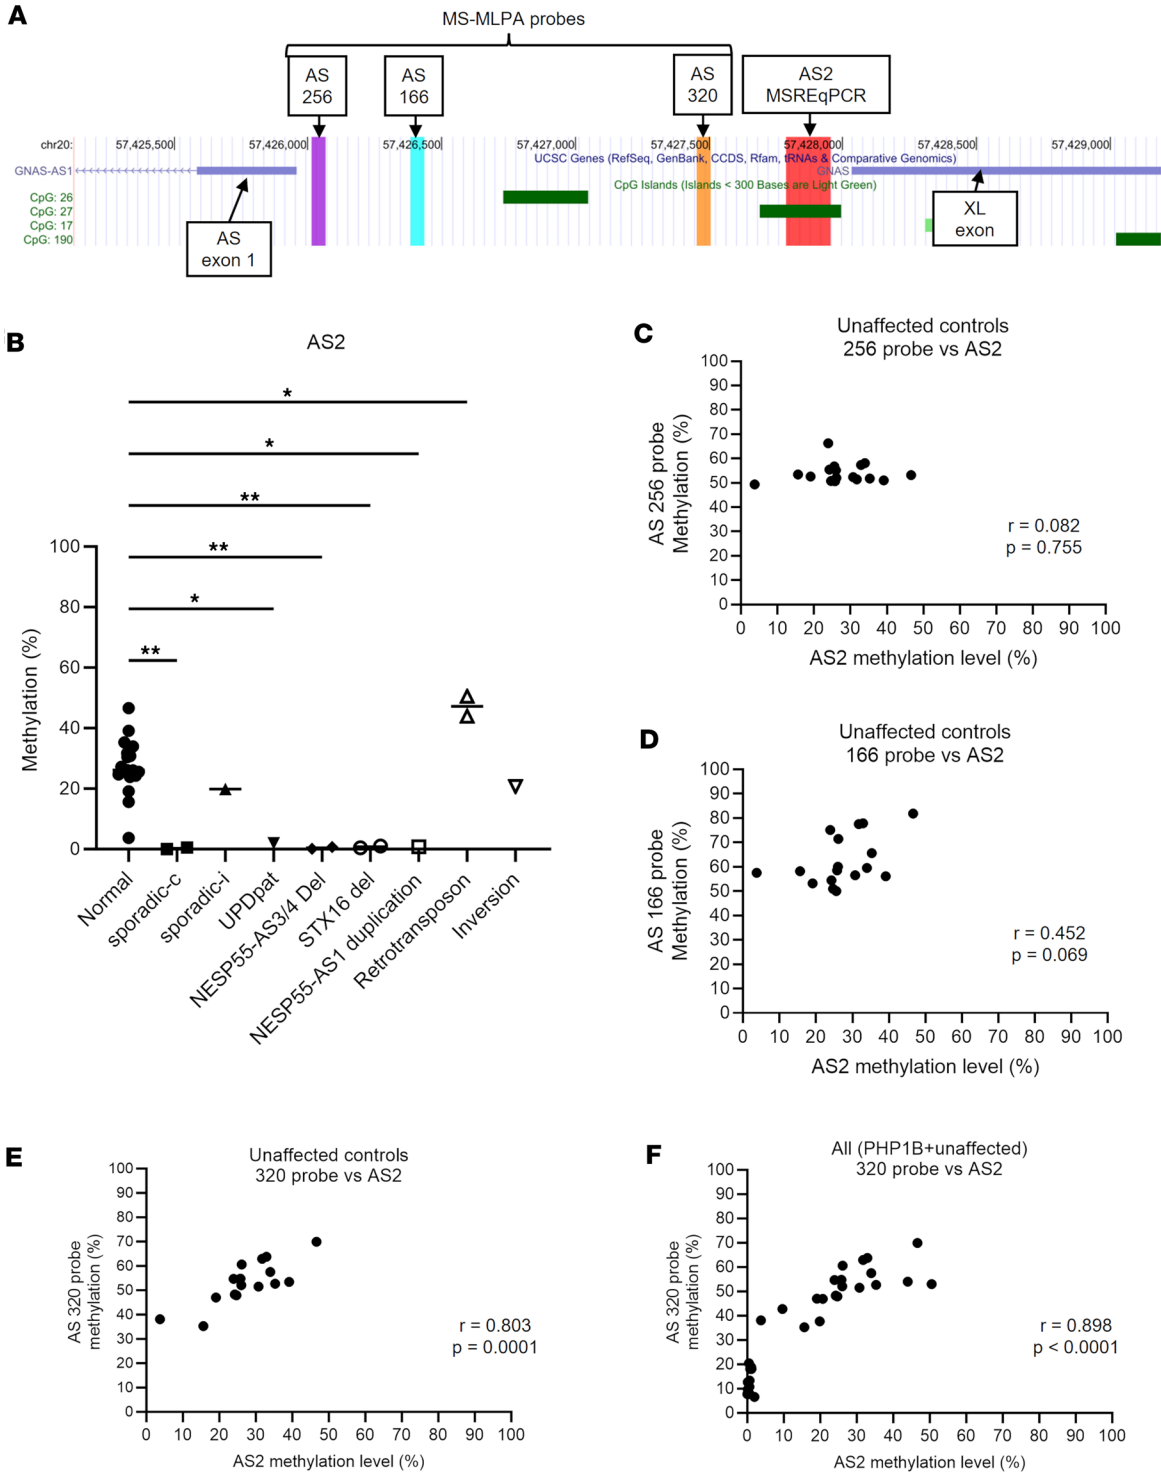 A
MS-MLPA probes
AS
256
AS
166
AS
320
AS2
MSREqPCR
chr20:
57,425,500
57,426,000
57,426,500
57,427,000
57,427,500
57,428,000
57,428,500
57,429,000
UCSC Genes (RefSeq, GenBank, CCDS, Rfam, tRNAs & Comparative Genomics)
GNAS-AS1
GNAS
CpG Islands (Islands < 300 Bases are Light Green)
CpG: 26
CpG: 27
CpG: 17
CpG: 190
AS
exon 1
XL
exon
B
AS2
*
*
**
**
*
**
Methylation (%)
100
80
60
40
20
0
Normal
sporadic-c
sporadic-i
UPDpat
NESP55-AS3/4 Del
STX16 del
NESP55-AS1 duplication
Retrotransposon
Inversion
C
Unaffected controls
256 probe vs AS2
AS 256 probe
Methylation (%)
100
90
80
70
60
50
40
30
20
10
0
r = 0.082
p = 0.755
0 10 20 30 40 50 60 70 80 90 100
AS2 methylation level (%)
D
Unaffected controls
166 probe vs AS2
AS 166 probe
Methylation (%)
100
90
80
70
60
50
40
30
20
10
0
r = 0.452
p = 0.069
0 10 20 30 40 50 60 70 80 90 100
AS2 methylation level (%)
E
Unaffected controls
320 probe vs AS2
AS 320 probe
methylation (%)
100
90
80
70
60
50
40
30
20
10
0
r = 0.803
p = 0.0001
0 10 20 30 40 50 60 70 80 90 100
AS2 methylation level (%)
F
All (PHP1B+unaffected)
320 probe vs AS2
AS 320 probe
methylation (%)
100
90
80
70
60
50
40
30
20
10
0
r = 0.898
p < 0.0001
0 10 20 30 40 50 60 70 80 90 100
AS2 methylation level (%)